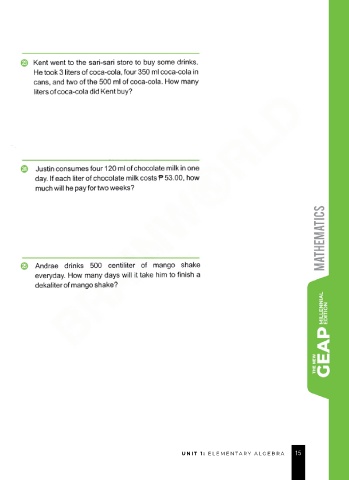 Kent went to the sari-sari store to buy some drinks.
He took 3 liters of coca-cola, four 350 ml coca-cola in
cans, and two of the 500 ml of coca-cola. How many
liters of coca-cola did Kent buy?
Justin consumes four 120 ml of chocolate milk in one
day. If each liter of chocolate milk costs ₱ 53.00, how
much will he pay for two weeks?
Andrae drinks 500 centiliter of mango shake
everyday. How many days will it take him to finish a
dekaliter of mango shake?
MATHEMATICS
THE NEW
GEAP
MILLENNIAL
EDITION
UNIT 1: ELEMENTARY ALGEBRA
15